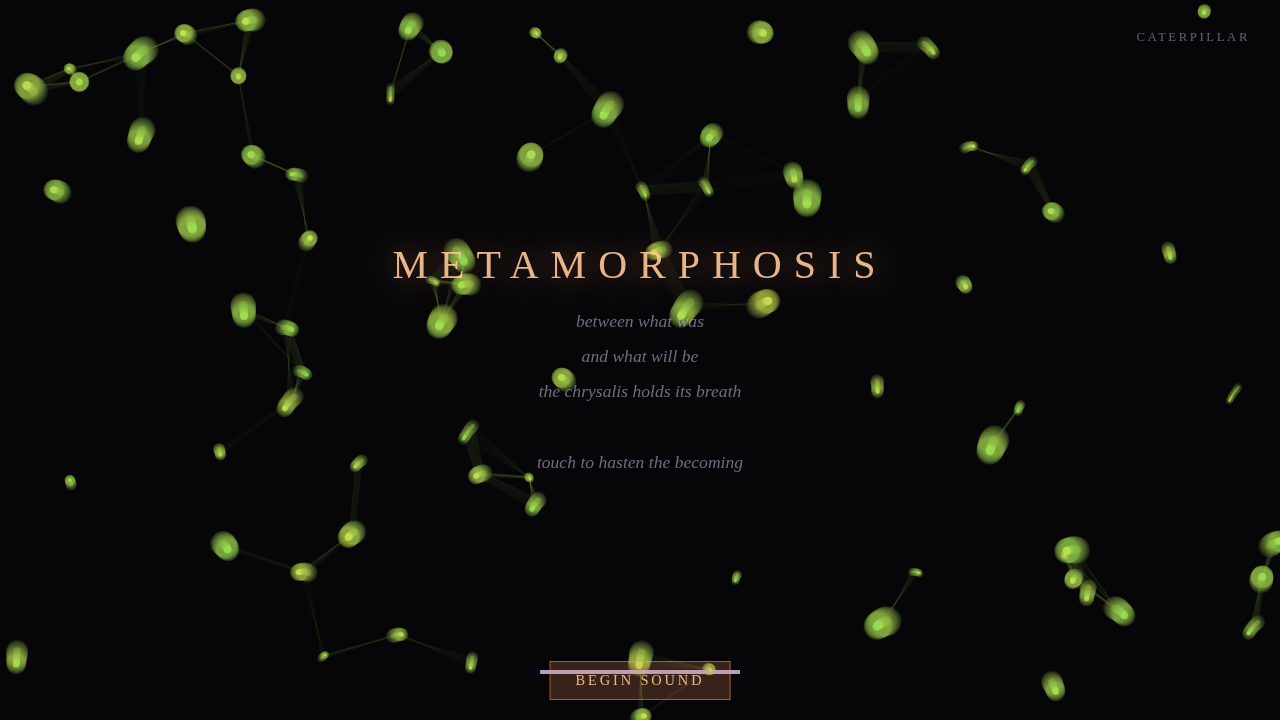 CATERPILLAR
METAMORPHOSIS
between what was
and what will be
the chrysalis holds its breath
touch to hasten the becoming
BEGIN SOUND